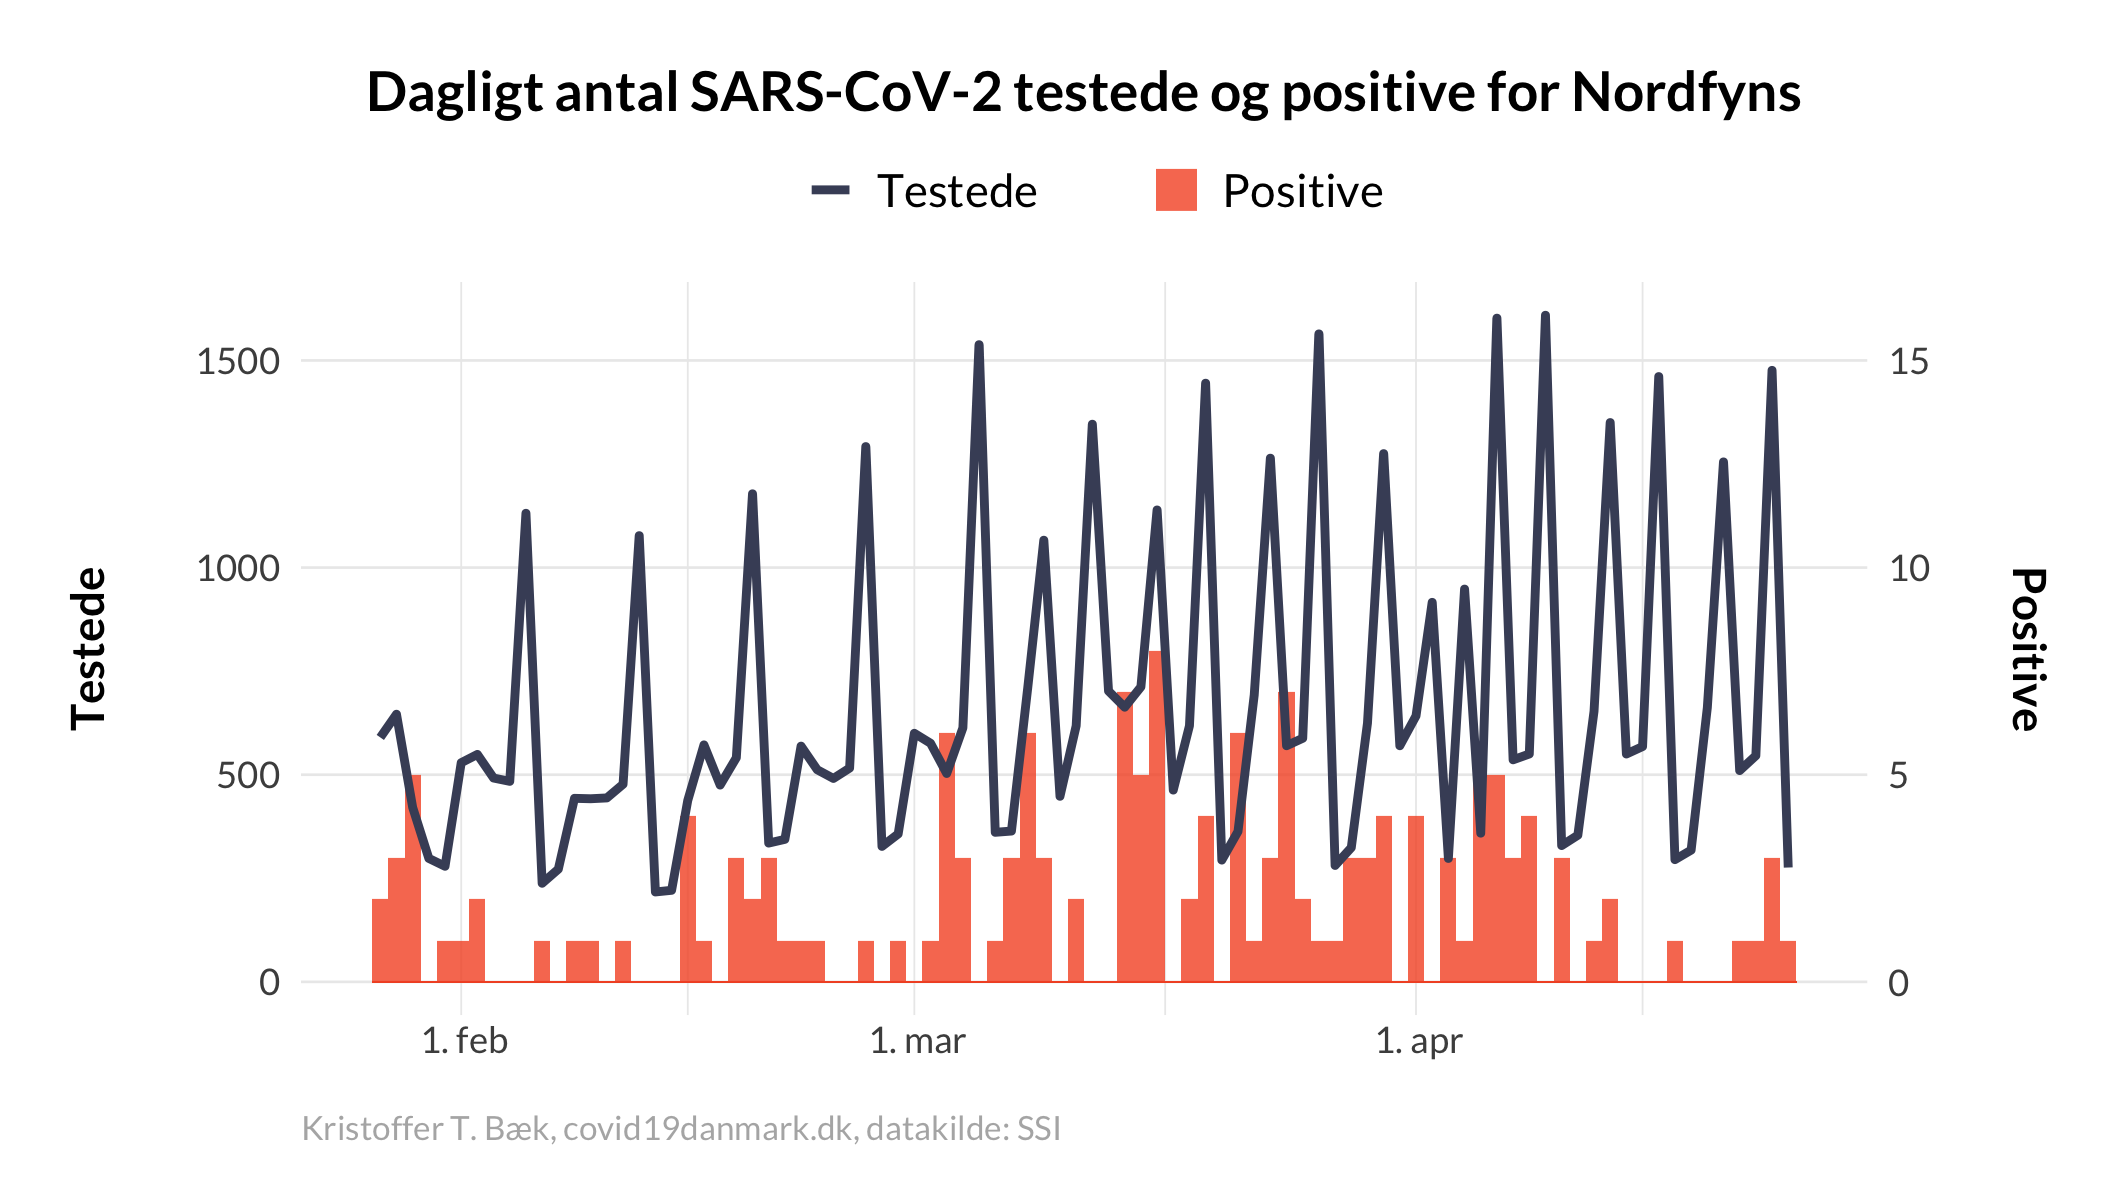 Dagligt antal SARS-CoV-2 testede og positive for Nordfyns
Testede
Positive
Testede
1500
1000
500
0
15
10
5
0
Positive
1. feb
1. mar
1. apr
Kristoffer T. Bæk, covid19danmark.dk, datakilde: SSI